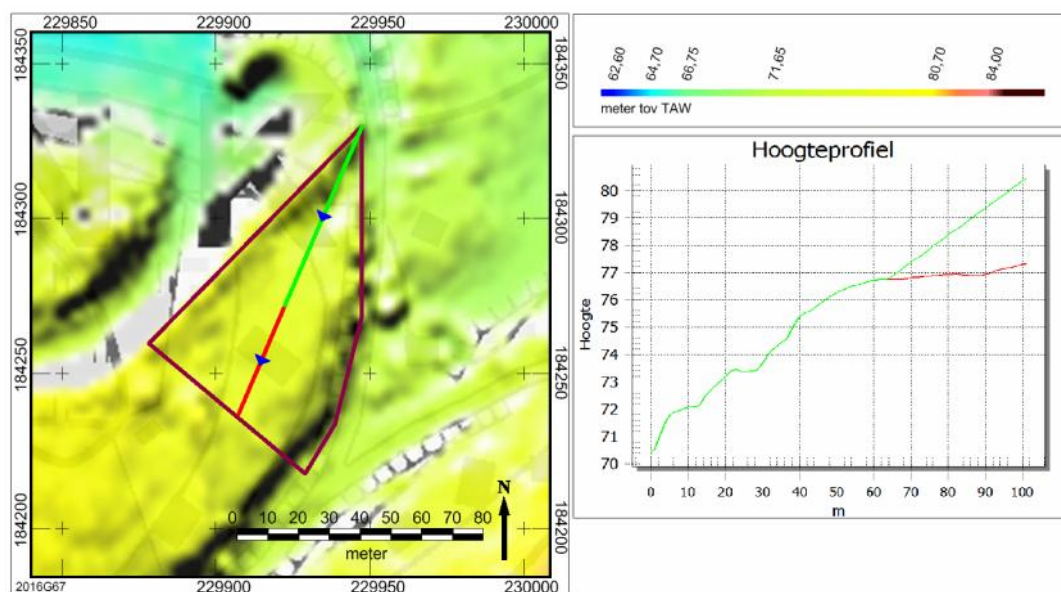 229850 229900 229950 230000
184350 184350
184300 184300
184250 184250
184200 184200
N
0 10 20 30 40 50 60 70 80
meter
2016G67
229900 229950 230000
62,60 64,70 66,75 71,65 80,70 84,00
meter tov TAW
Hoogteprofiel
Hoogte
80
79
78
77
76
75
74
73
72
71
70
0 10 20 30 40 50 60 70 80 90 100
m